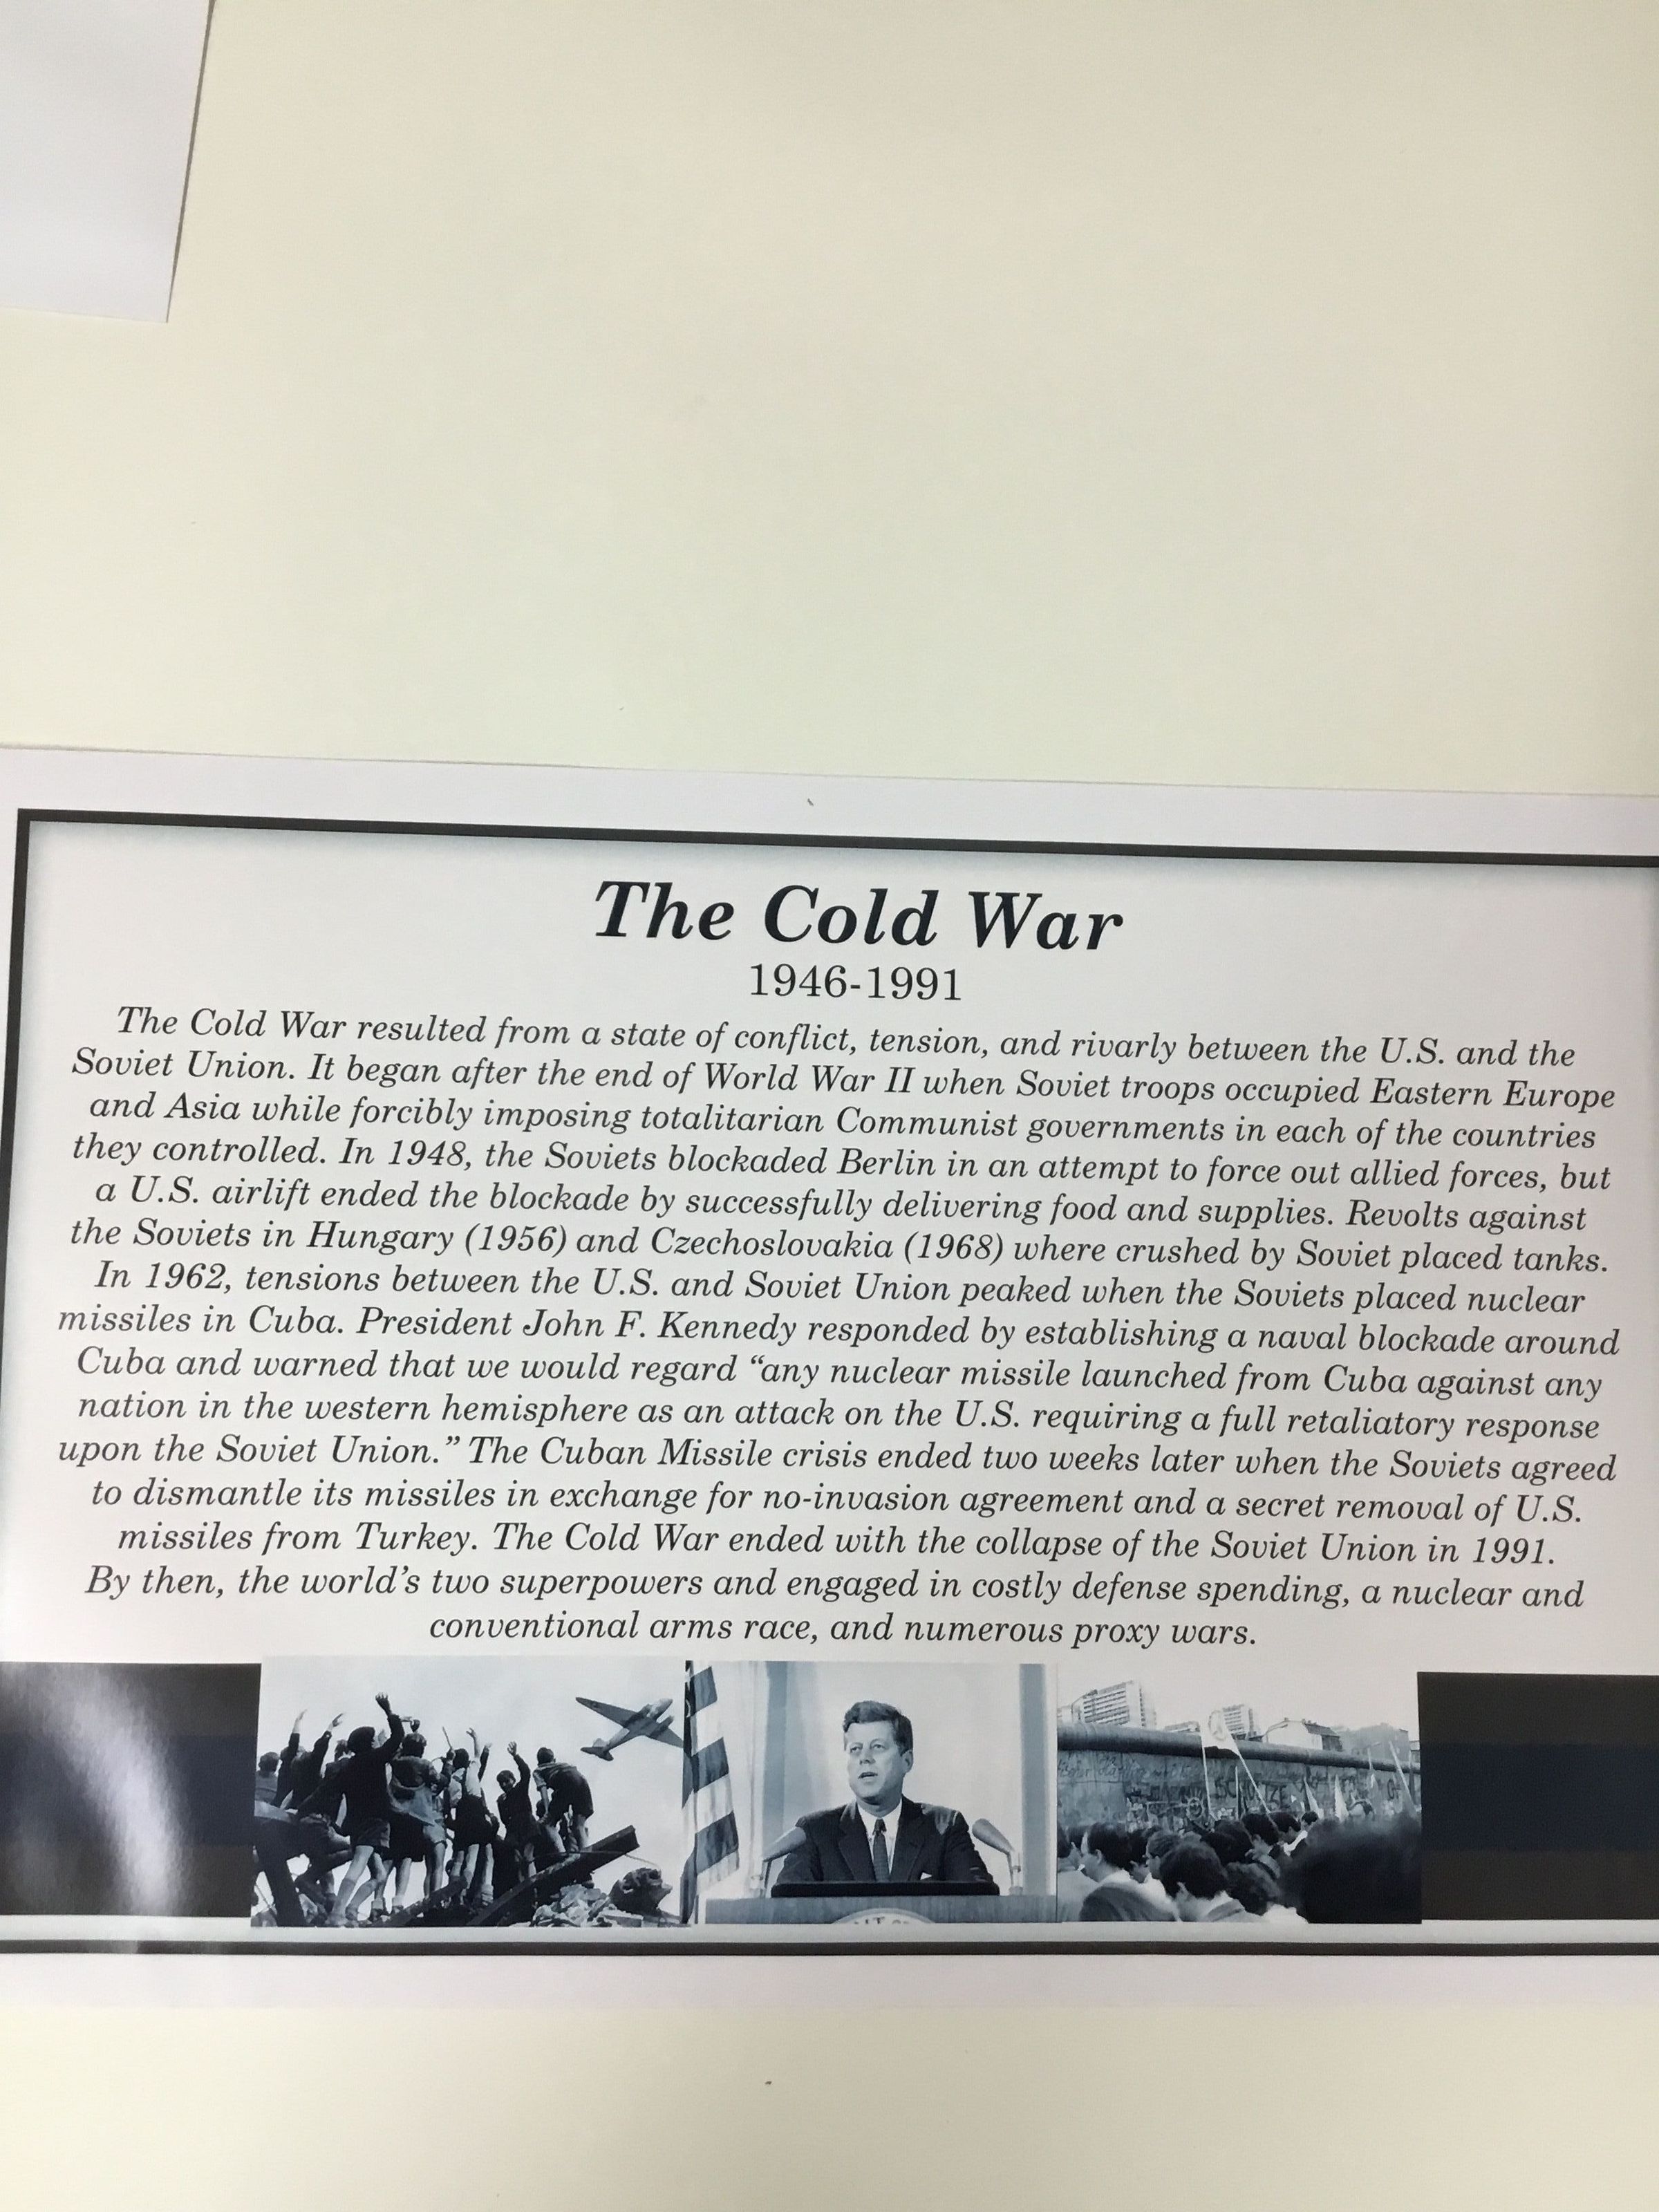 The Cold War
1946-1991
The Cold War resulted from a state of conflict, tension, and rivarly between the U.S. and the
Soviet Union. It began after the end of World War II when Soviet troops occupied Eastern Europe
and Asia while forcibly imposing totalitarian Communist governments in each of the countries
they controlled. In 1948, the Soviets blockaded Berlin in an attempt to force out allied forces, but
a U.S. airlift ended the blockade by successfully delivering food and supplies. Revolts against
the Soviets in Hungary (1956) and Czechoslovakia (1968) where crushed by Soviet placed tanks.
In 1962, tensions between the U.S. and Soviet Union peaked when the Soviets placed nuclear
missiles in Cuba. President John F. Kennedy responded by establishing a naval blockade around
Cuba and warned that we would regard “any nuclear missile launched from Cuba against any
nation in the western hemisphere as an attack on the U.S. requiring a full retaliatory response
upon the Soviet Union.” The Cuban Missile crisis ended two weeks later when the Soviets agreed
to dismantle its missiles in exchange for no-invasion agreement and a secret removal of U.S.
missiles from Turkey. The Cold War ended with the collapse of the Soviet Union in 1991.
By then, the world’s two superpowers and engaged in costly defense spending, a nuclear and
conventional arms race, and numerous proxy wars.